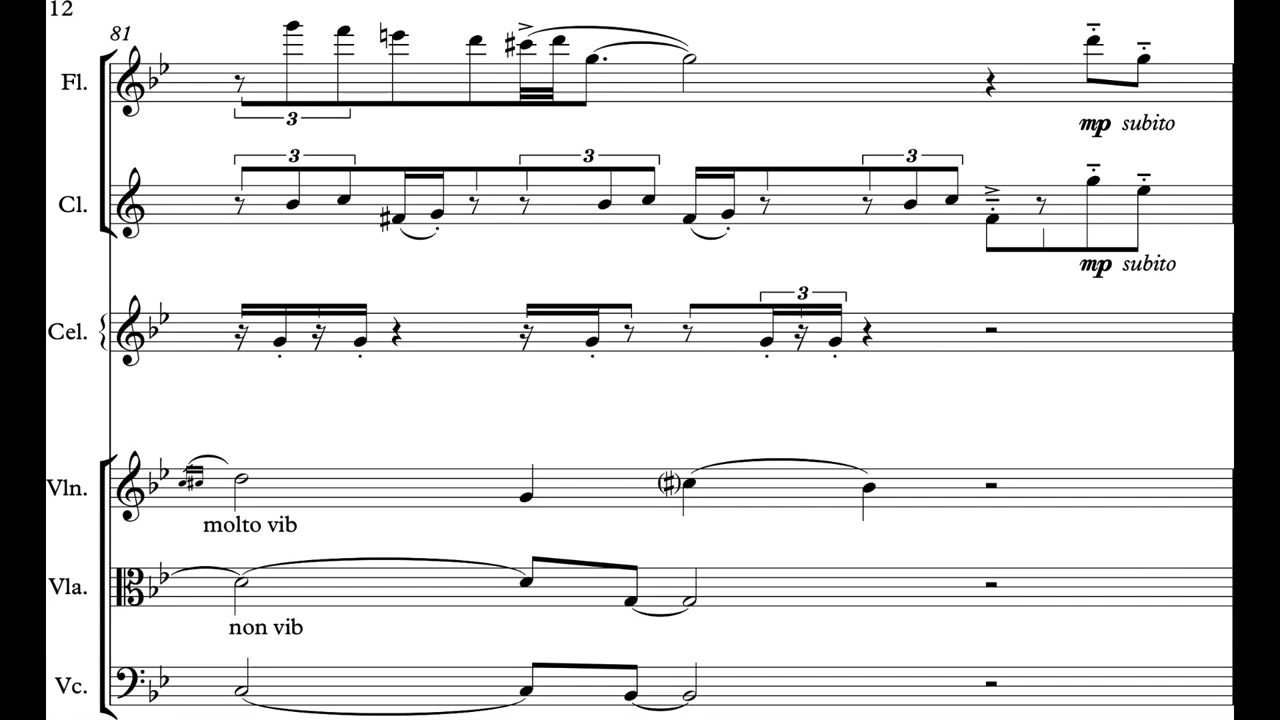 12
81
Fl.
3
mp subito
3 3 3
Cl.
mp subito
3
Cel.
Vln.
molto vib
Vla.
non vib
Vc.